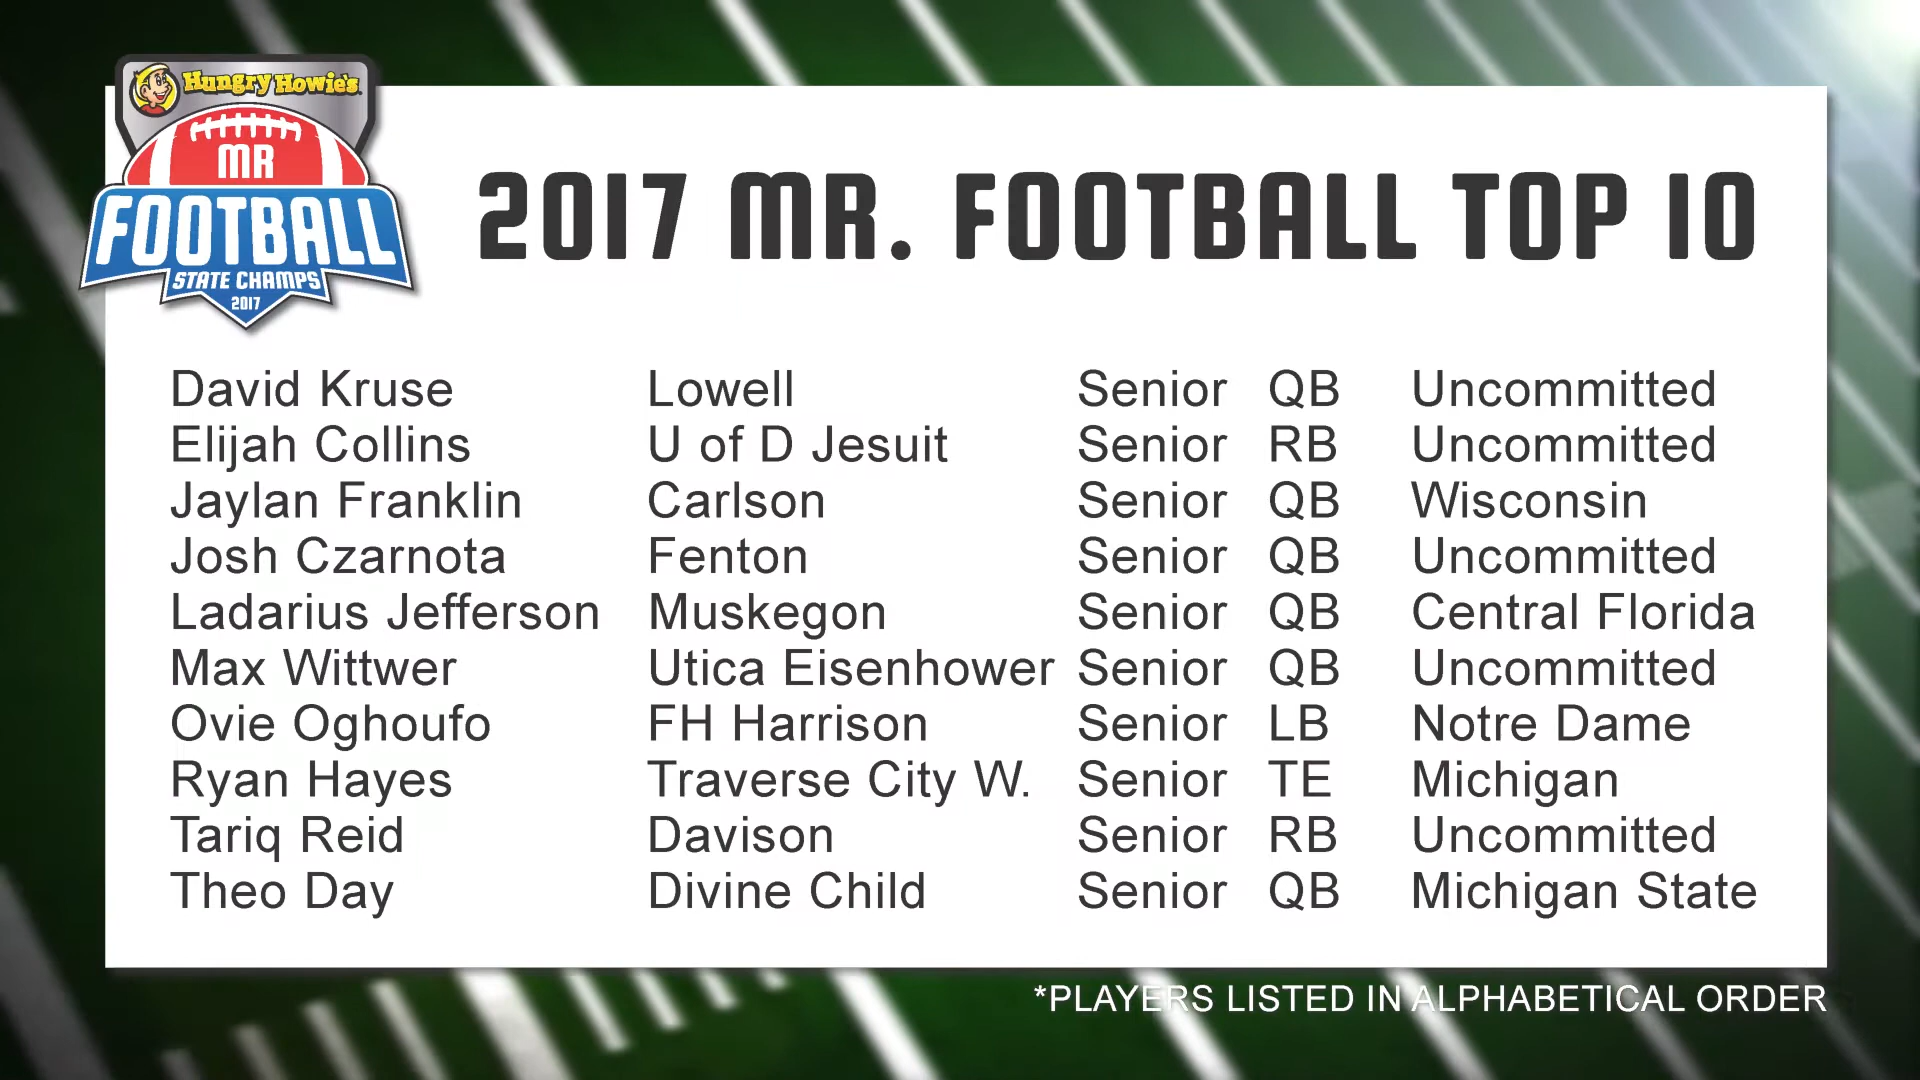 Hungry Howie's
MR
FOOTBALL
STATE CHAMPS
2017
2017 MR. FOOTBALL TOP 10
David Kruse Lowell Senior QB Uncommitted
Elijah Collins U of D Jesuit Senior RB Uncommitted
Jaylan Franklin Carlson Senior QB Wisconsin
Josh Czarnota Fenton Senior QB Uncommitted
Ladarius Jefferson Muskegon Senior QB Central Florida
Max Wittwer Utica Eisenhower Senior QB Uncommitted
Ovie Oghoufo FH Harrison Senior LB Notre Dame
Ryan Hayes Traverse City W. Senior TE Michigan
Tariq Reid Davison Senior RB Uncommitted
Theo Day Divine Child Senior QB Michigan State
*PLAYERS LISTED IN ALPHABETICAL ORDER